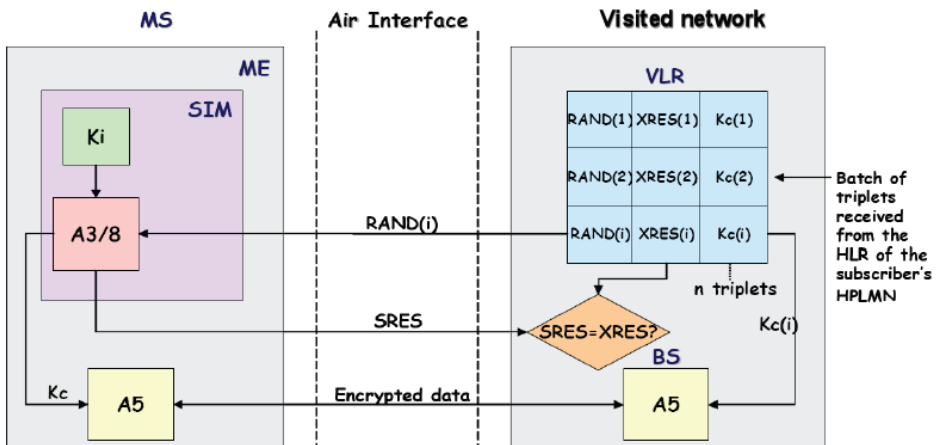 MS
Air Interface
Visited network
ME
SIM
Ki
A3/8
VLR
RAND(1) XRES(1) Kc(1)
RAND(2) XRES(2) Kc(2)
RAND(i) XRES(i) Kc(i)
Batch of
triplets
received
from the
HLR of the
subscriber's
HPLMN
RAND(i)
n triplets
SRES
SRES=XRES?
Kc(i)
BS
Kc
A5
Encrypted data
A5